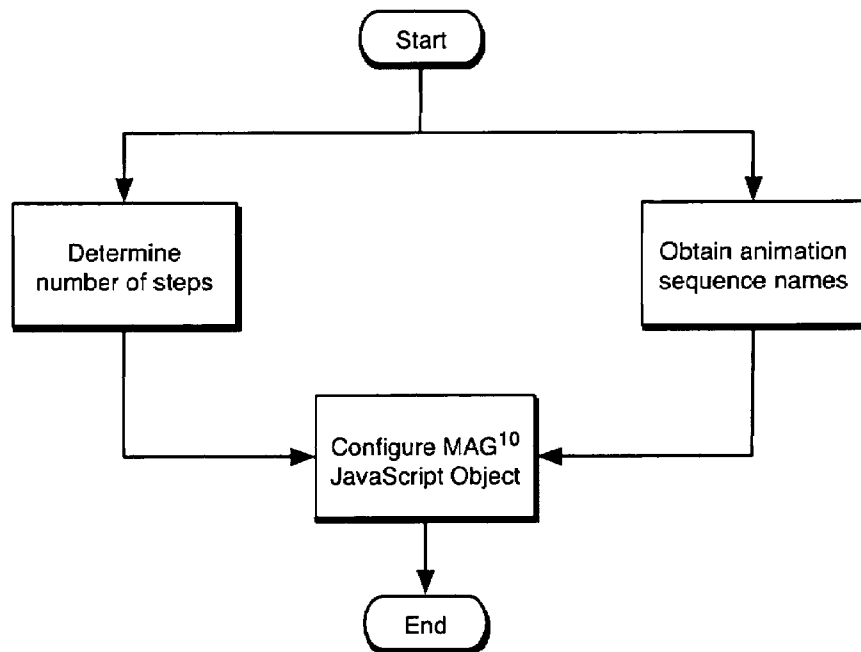 Start
Determine
number of steps
Obtain animation
sequence names
Configure MAG¹⁰
JavaScript Object
End